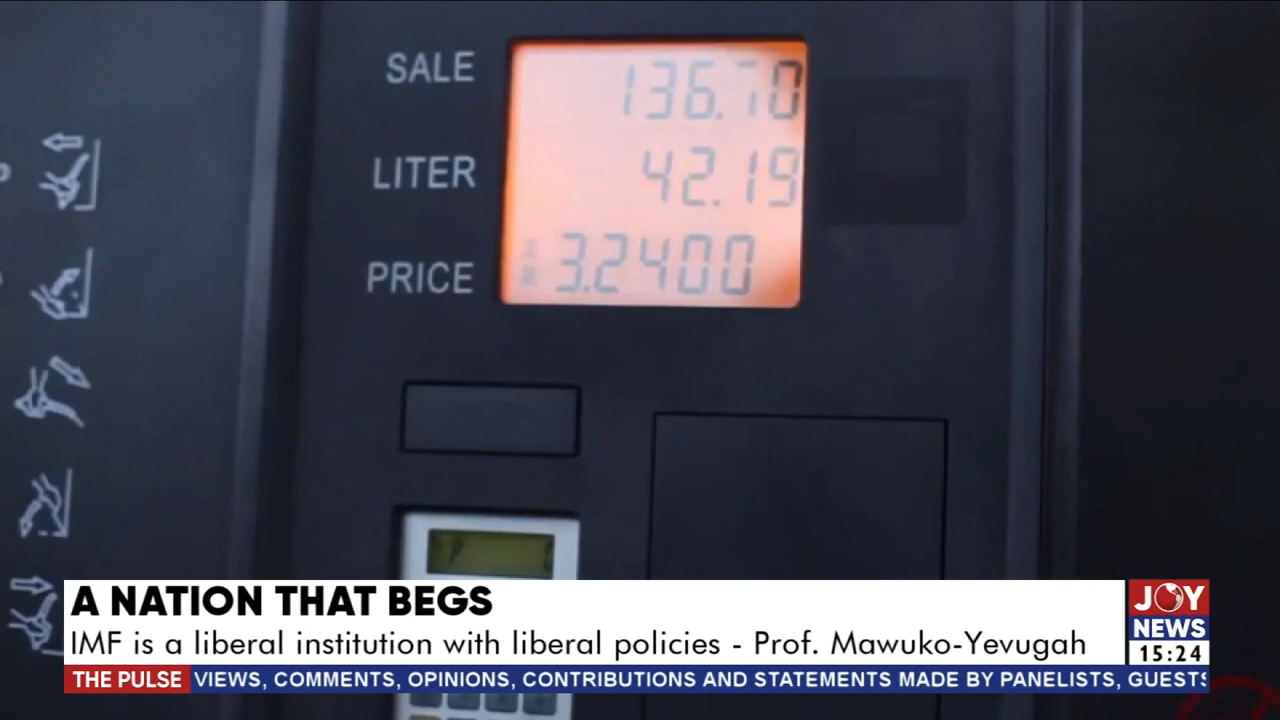 SALE 136.70
LITER 42.19
PRICE 3.2400
A NATION THAT BEGS
IMF is a liberal institution with liberal policies - Prof. Mawuko-Yevugah
JOY
NEWS
15:24
THE PULSE VIEWS, COMMENTS, OPINIONS, CONTRIBUTIONS AND STATEMENTS MADE BY PANELISTS, GUESTS